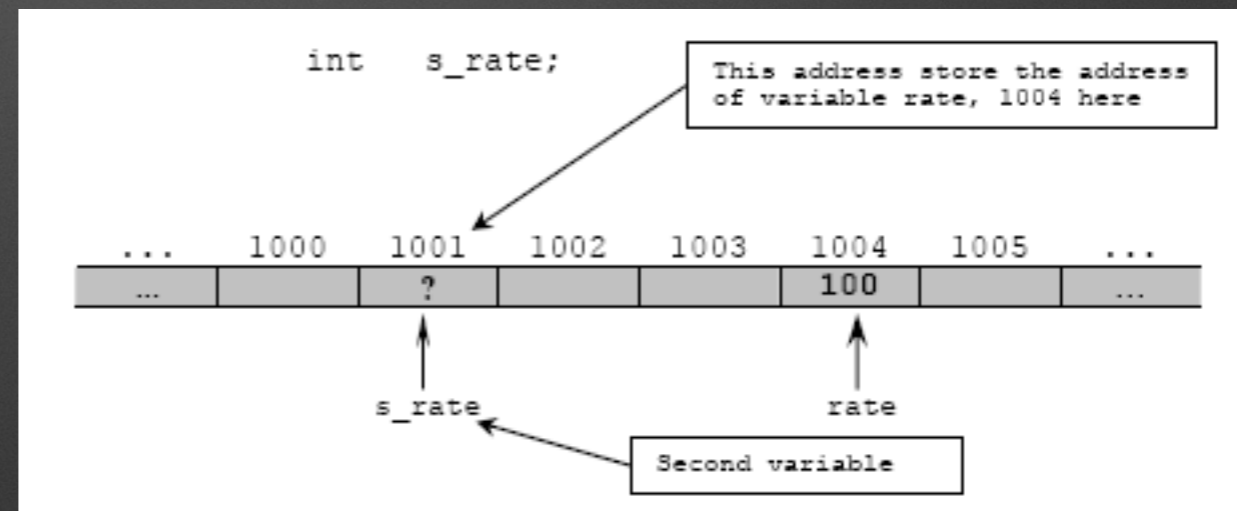 int s_rate;
This address store the address
of variable rate, 1004 here
... 1000 1001 1002 1003 1004 1005 ...
... ? 100 ...
s_rate rate
Second variable